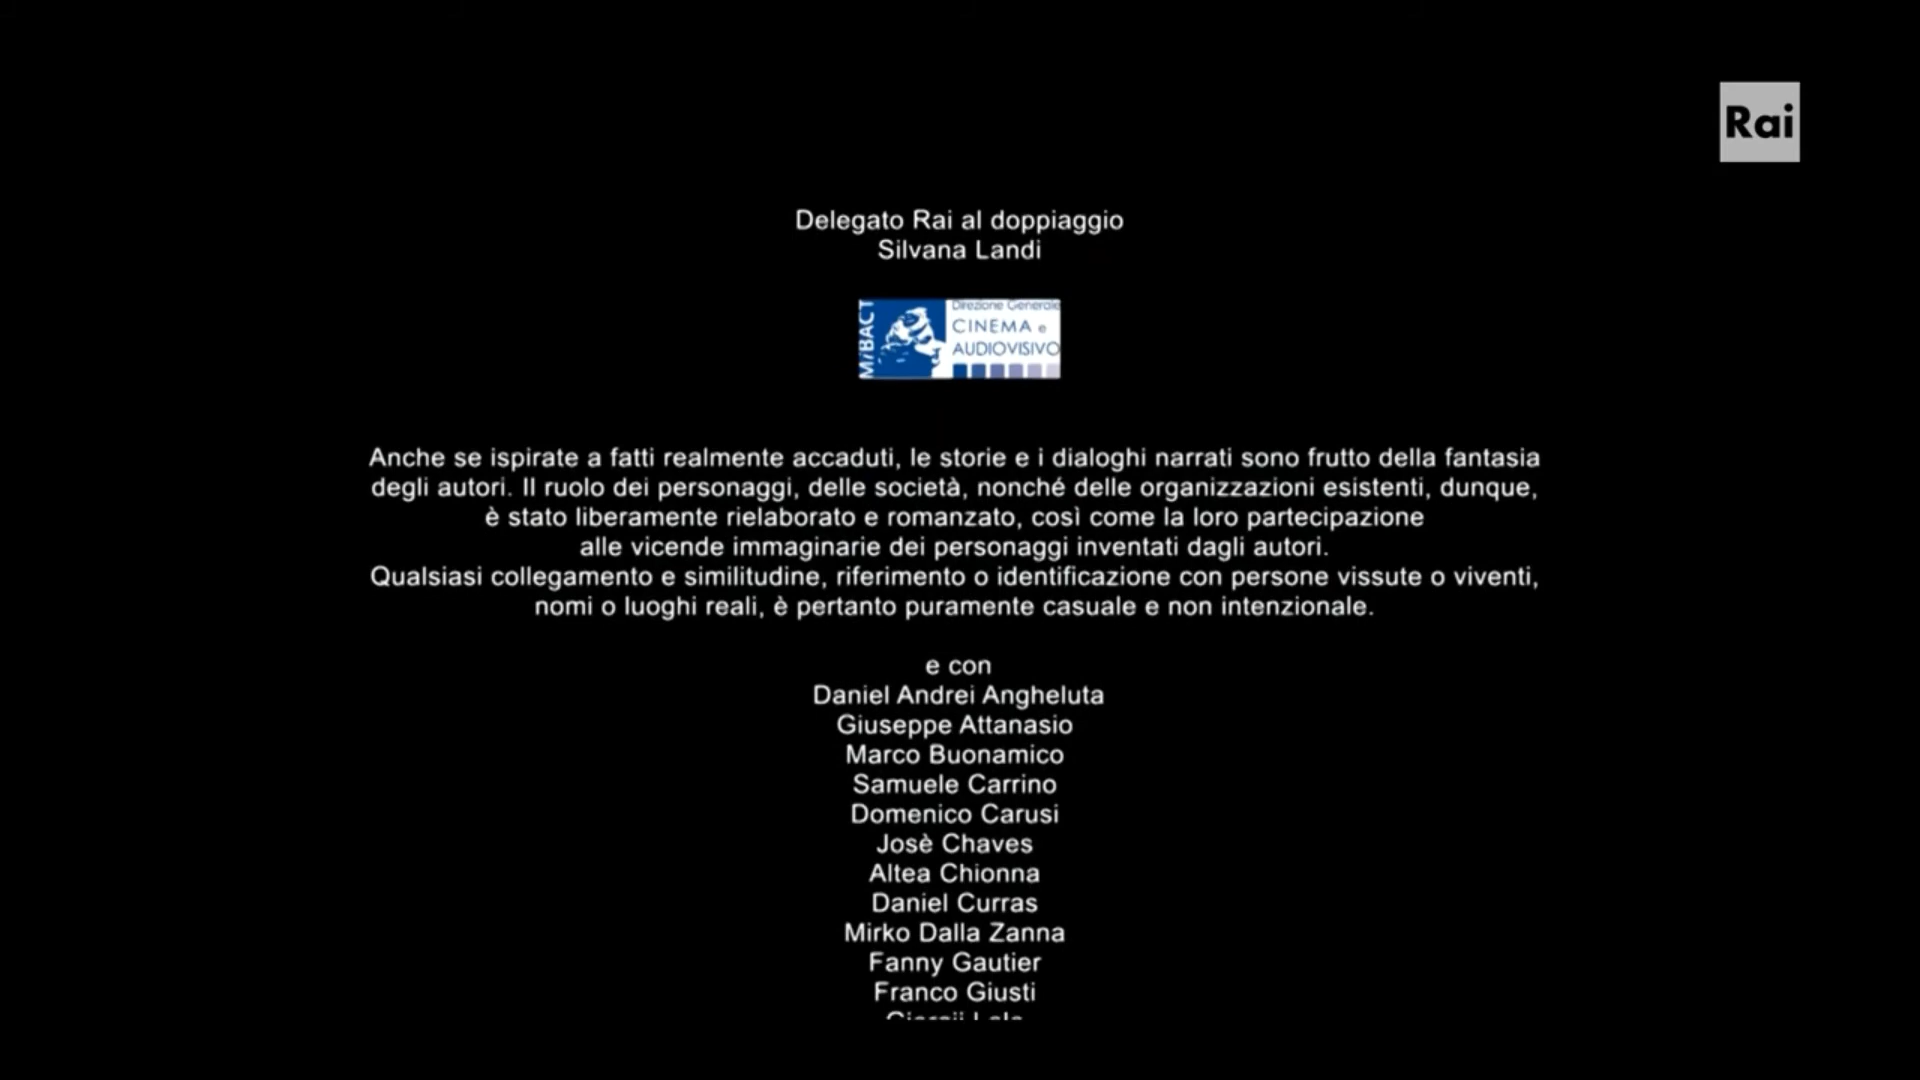 Rai
Delegato Rai al doppiaggio
Silvana Landi
MiBACT
Direzione Generale
CINEMA e
AUDIOVISIVO
Anche se ispirate a fatti realmente accaduti, le storie e i dialoghi narrati sono frutto della fantasia
degli autori. Il ruolo dei personaggi, delle società, nonché delle organizzazioni esistenti, dunque,
è stato liberamente rielaborato e romanzato, così come la loro partecipazione
alle vicende immaginarie dei personaggi inventati dagli autori.
Qualsiasi collegamento e similitudine, riferimento o identificazione con persone vissute o viventi,
nomi o luoghi reali, è pertanto puramente casuale e non intenzionale.
e con
Daniel Andrei Angheluta
Giuseppe Attanasio
Marco Buonamico
Samuele Carrino
Domenico Carusi
Josè Chaves
Altea Chionna
Daniel Curras
Mirko Dalla Zanna
Fanny Gautier
Franco Giusti